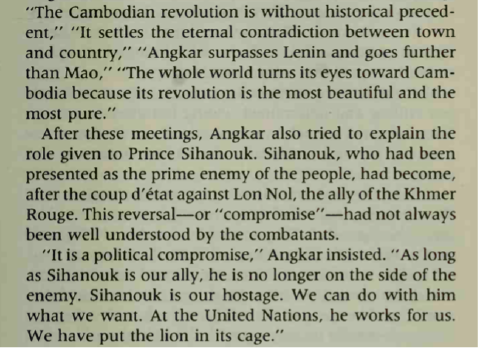 "The Cambodian revolution is without historical preced-
ent," "It settles the eternal contradiction between town
and country," "Angkar surpasses Lenin and goes further
than Mao," "The whole world turns its eyes toward Cam-
bodia because its revolution is the most beautiful and the
most pure."
After these meetings, Angkar also tried to explain the
role given to Prince Sihanouk. Sihanouk, who had been
presented as the prime enemy of the people, had become,
after the coup d'état against Lon Nol, the ally of the Khmer
Rouge. This reversal—or "compromise"—had not always
been well understood by the combatants.
"It is a political compromise," Angkar insisted. "As long
as Sihanouk is our ally, he is no longer on the side of the
enemy. Sihanouk is our hostage. We can do with him
what we want. At the United Nations, he works for us.
We have put the lion in its cage."